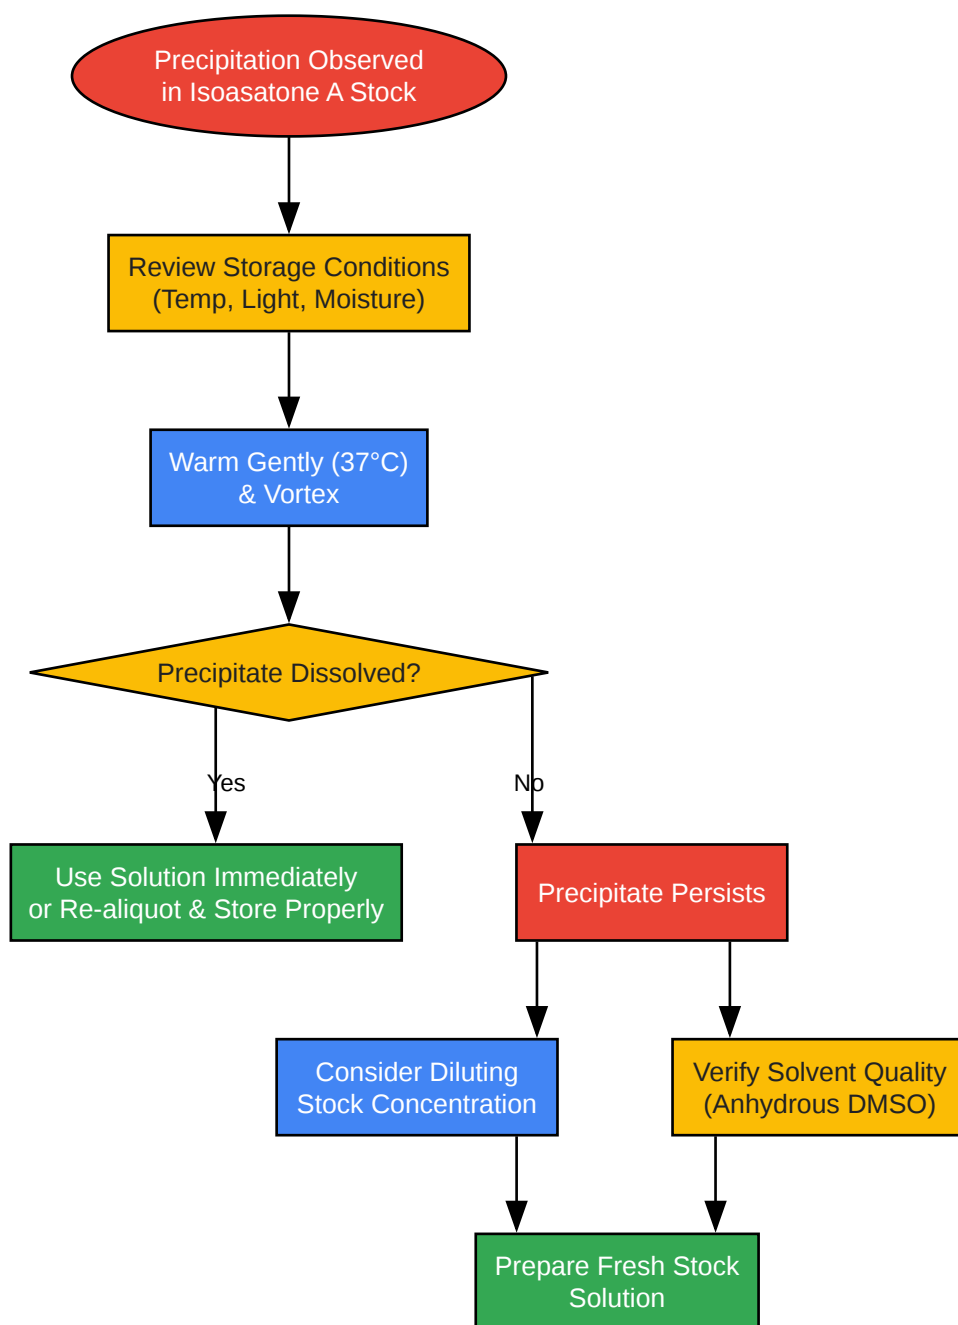 Precipitation Observed
in Isoasatone A Stock
Review Storage Conditions
(Temp, Light, Moisture)
Warm Gently (37°C)
& Vortex
Precipitate Dissolved?
Yes
No
Use Solution Immediately
or Re-aliquot & Store Properly
Precipitate Persists
Consider Diluting
Stock Concentration
Verify Solvent Quality
(Anhydrous DMSO)
Prepare Fresh Stock
Solution